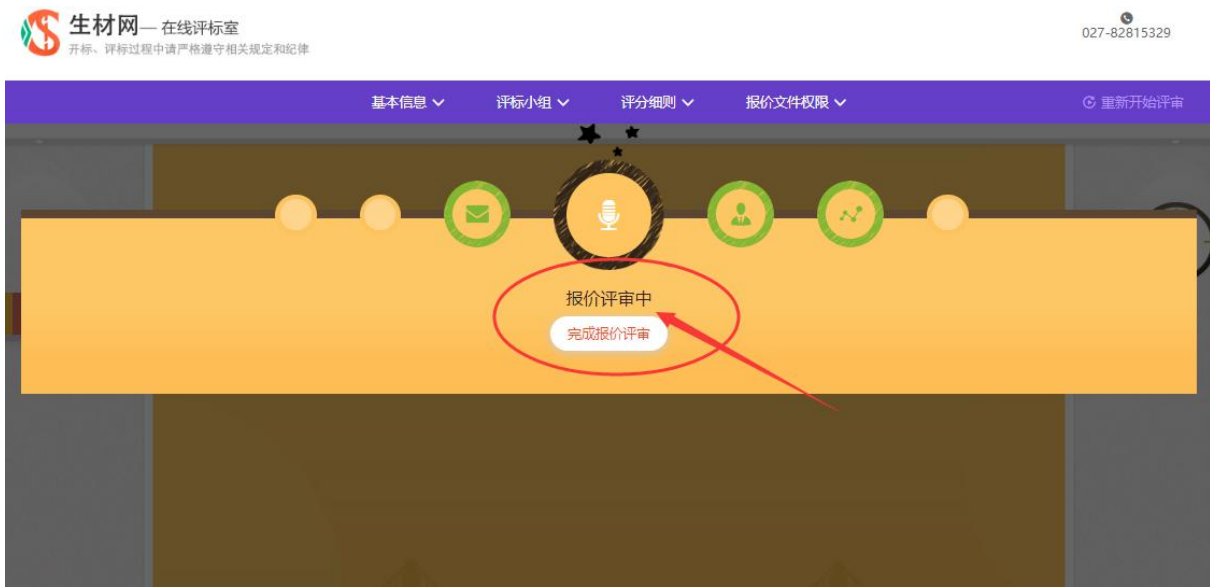 生材网— 在线评标室
开标、评标过程中请严格遵守相关规定和纪律
027-82815329
基本信息 评标小组 评分细则 报价文件权限 重新开始评审
报价评审中
完成报价评审